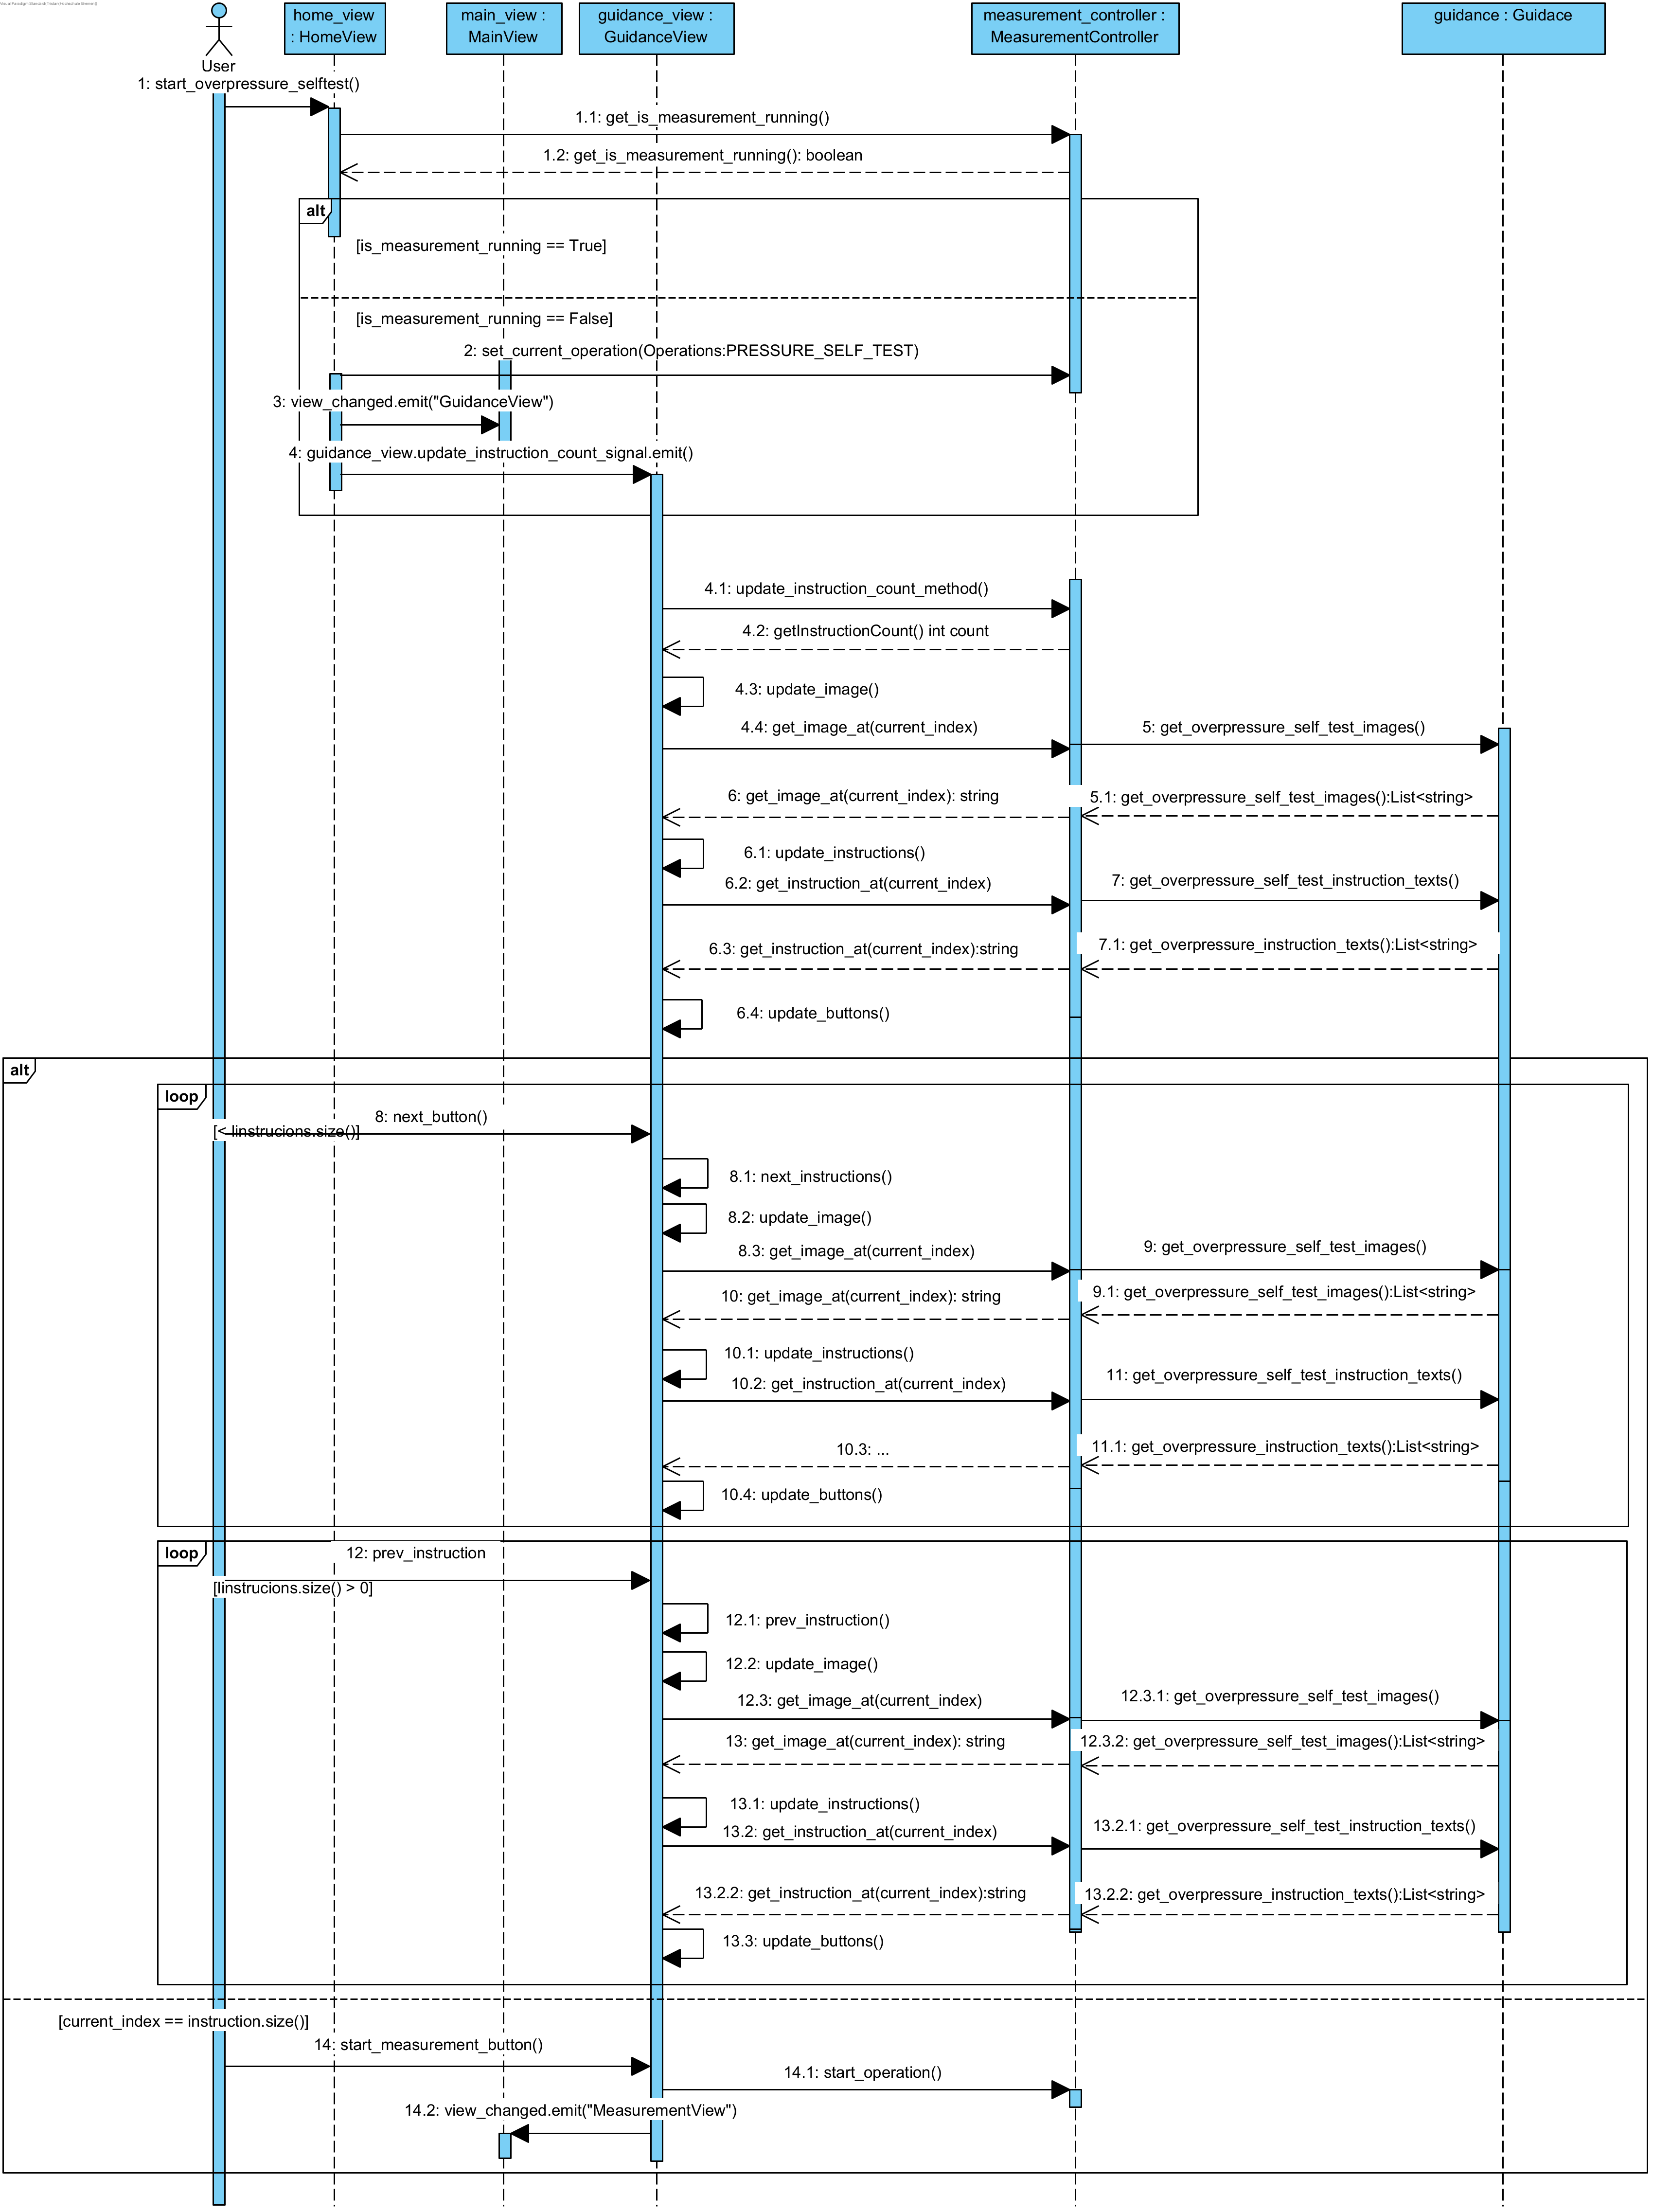 Visual Paradigm Standard(Thekra(Hochschule Bremen))
home_view
: HomeView
main_view :
MainView
guidance_view :
GuidanceView
measurement_controller :
MeasurementController
guidance : Guidace
User
1: start_overpressure_selftest()
1.1: get_is_measurement_running()
1.2: get_is_measurement_running(): boolean
alt
[is_measurement_running == True]
[is_measurement_running == False]
2: set_current_operation(Operations:PRESSURE_SELF_TEST)
3: view_changed.emit("GuidanceView")
4: guidance_view.update_instruction_count_signal.emit()
4.1: update_instruction_count_method()
4.2: getInstructionCount() int count
4.3: update_image()
4.4: get_image_at(current_index)
5: get_overpressure_self_test_images()
6: get_image_at(current_index): string
5.1: get_overpressure_self_test_images():List<string>
6.1: update_instructions()
6.2: get_instruction_at(current_index)
7: get_overpressure_self_test_instruction_texts()
6.3: get_instruction_at(current_index):string
7.1: get_overpressure_instruction_texts():List<string>
6.4: update_buttons()
alt
loop
8: next_button()
[< linstrucions.size()]
8.1: next_instructions()
8.2: update_image()
8.3: get_image_at(current_index)
9: get_overpressure_self_test_images()
10: get_image_at(current_index): string
9.1: get_overpressure_self_test_images():List<string>
10.1: update_instructions()
10.2: get_instruction_at(current_index)
11: get_overpressure_self_test_instruction_texts()
10.3: ...
11.1: get_overpressure_instruction_texts():List<string>
10.4: update_buttons()
loop
12: prev_instruction
[linstrucions.size() > 0]
12.1: prev_instruction()
12.2: update_image()
12.3: get_image_at(current_index)
12.3.1: get_overpressure_self_test_images()
13: get_image_at(current_index): string
12.3.2: get_overpressure_self_test_images():List<string>
13.1: update_instructions()
13.2: get_instruction_at(current_index)
13.2.1: get_overpressure_self_test_instruction_texts()
13.2.2: get_instruction_at(current_index):string
13.2.2: get_overpressure_instruction_texts():List<string>
13.3: update_buttons()
[current_index == instruction.size()]
14: start_measurement_button()
14.1: start_operation()
14.2: view_changed.emit("MeasurementView")